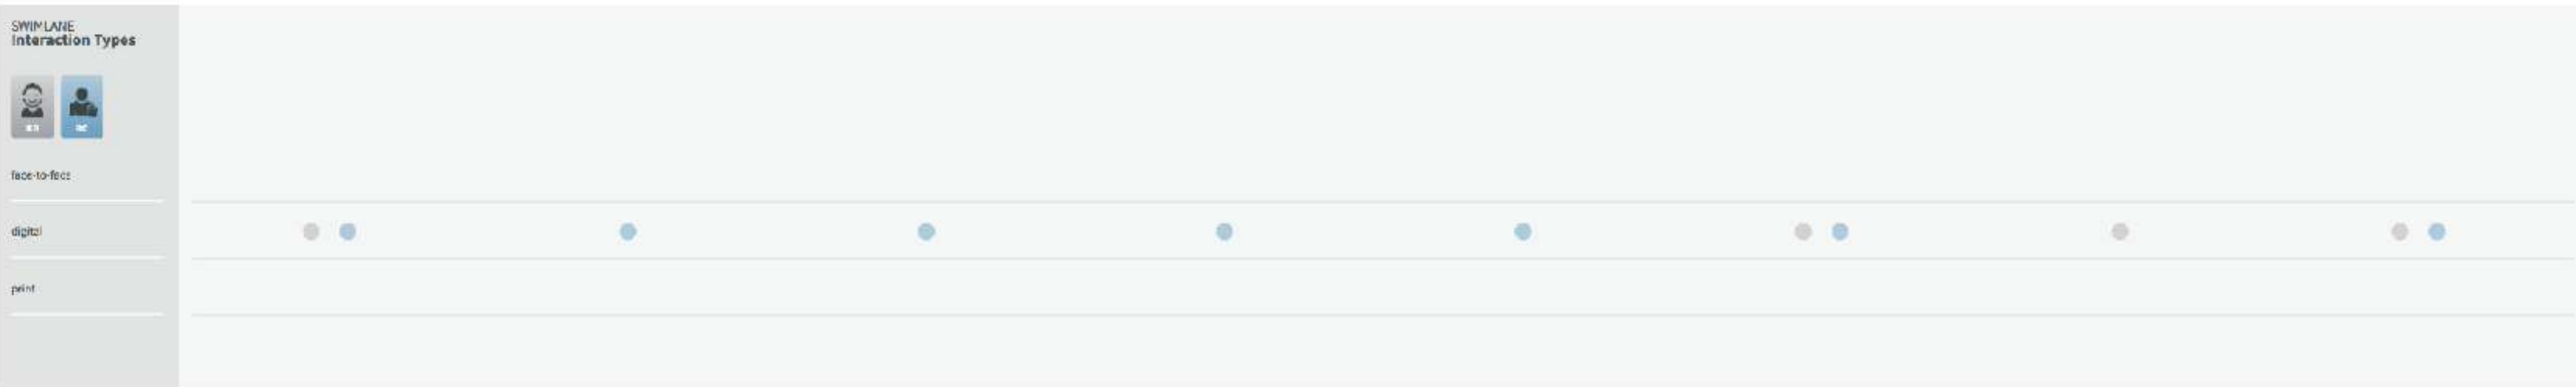 SWIMLANE
Interaction Types
face-to-face
digital
print